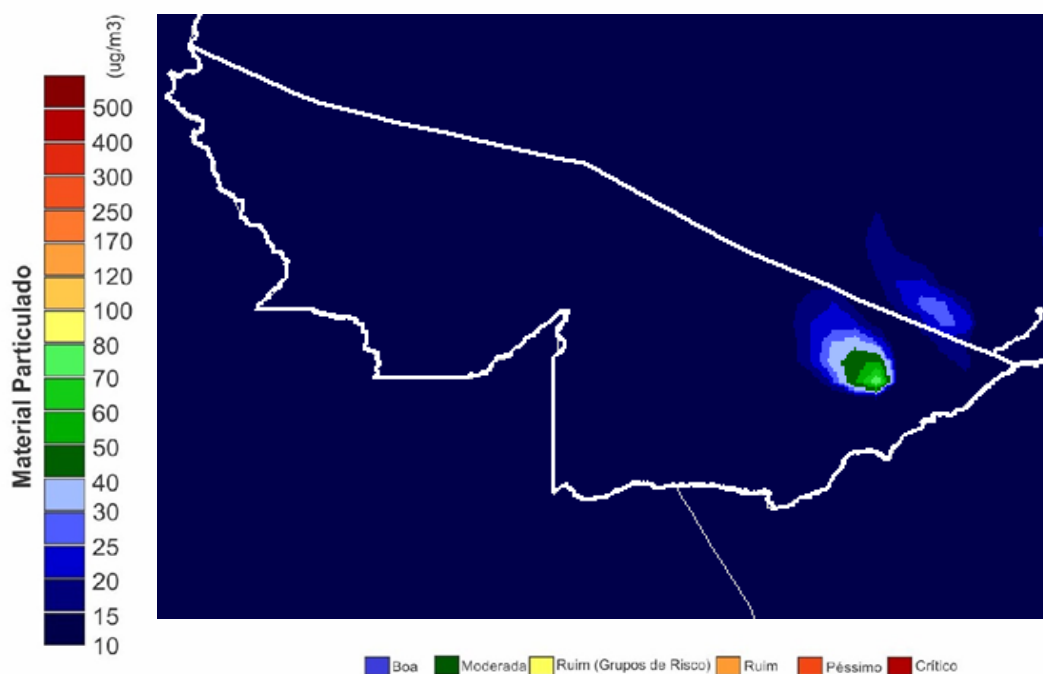 (ug/m3)
Material Particulado
500
400
300
250
170
120
100
80
70
60
50
40
30
25
20
15
10
Boa
Moderada
Ruim (Grupos de Risco)
Ruim
Péssimo
Crítico